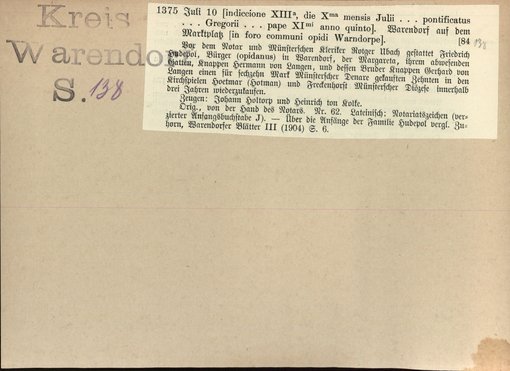 Kreis
Warendorf
S. 138
1375 Juli 10 [indiccione XIIIª, die Xᵐᵃ mensis Julii . . . pontificatus
. . . Gregorii . . . pape XIᵐⁱ anno quinto]. Warendorf auf dem
Marktplatz [in foro communi opidi Warndorpe]. [84 138
Vor dem Notar und Münsterschen Kleriker Rotger Ubach gestattet Friedrich
Hudepol, Bürger (opidanus) in Warendorf, der Margareta, ihrem abwesenden
Gatten, Knappen Hermann von Langen, und dessen Bruder Knappen Gerhard von
Langen einen für sechzehn Mark Münsterscher Denare gekauften Zehnten in den
Kirchspielen Hoetmar (Hotman) und Freckenhorst Münsterscher Diözese innerhalb
drei Jahren wiederzukaufen.
Zeugen: Johann Holtorp und Heinrich ton Kolke.
Orig., von der Hand des Notars. Nr. 62. Lateinisch; Notariatszeichen (ver-
zierter Anfangsbuchstabe J). — Über die Anfänge der Familie Hudepol vergl. Zu-
horn, Warendorfer Blätter III (1904) S. 6.